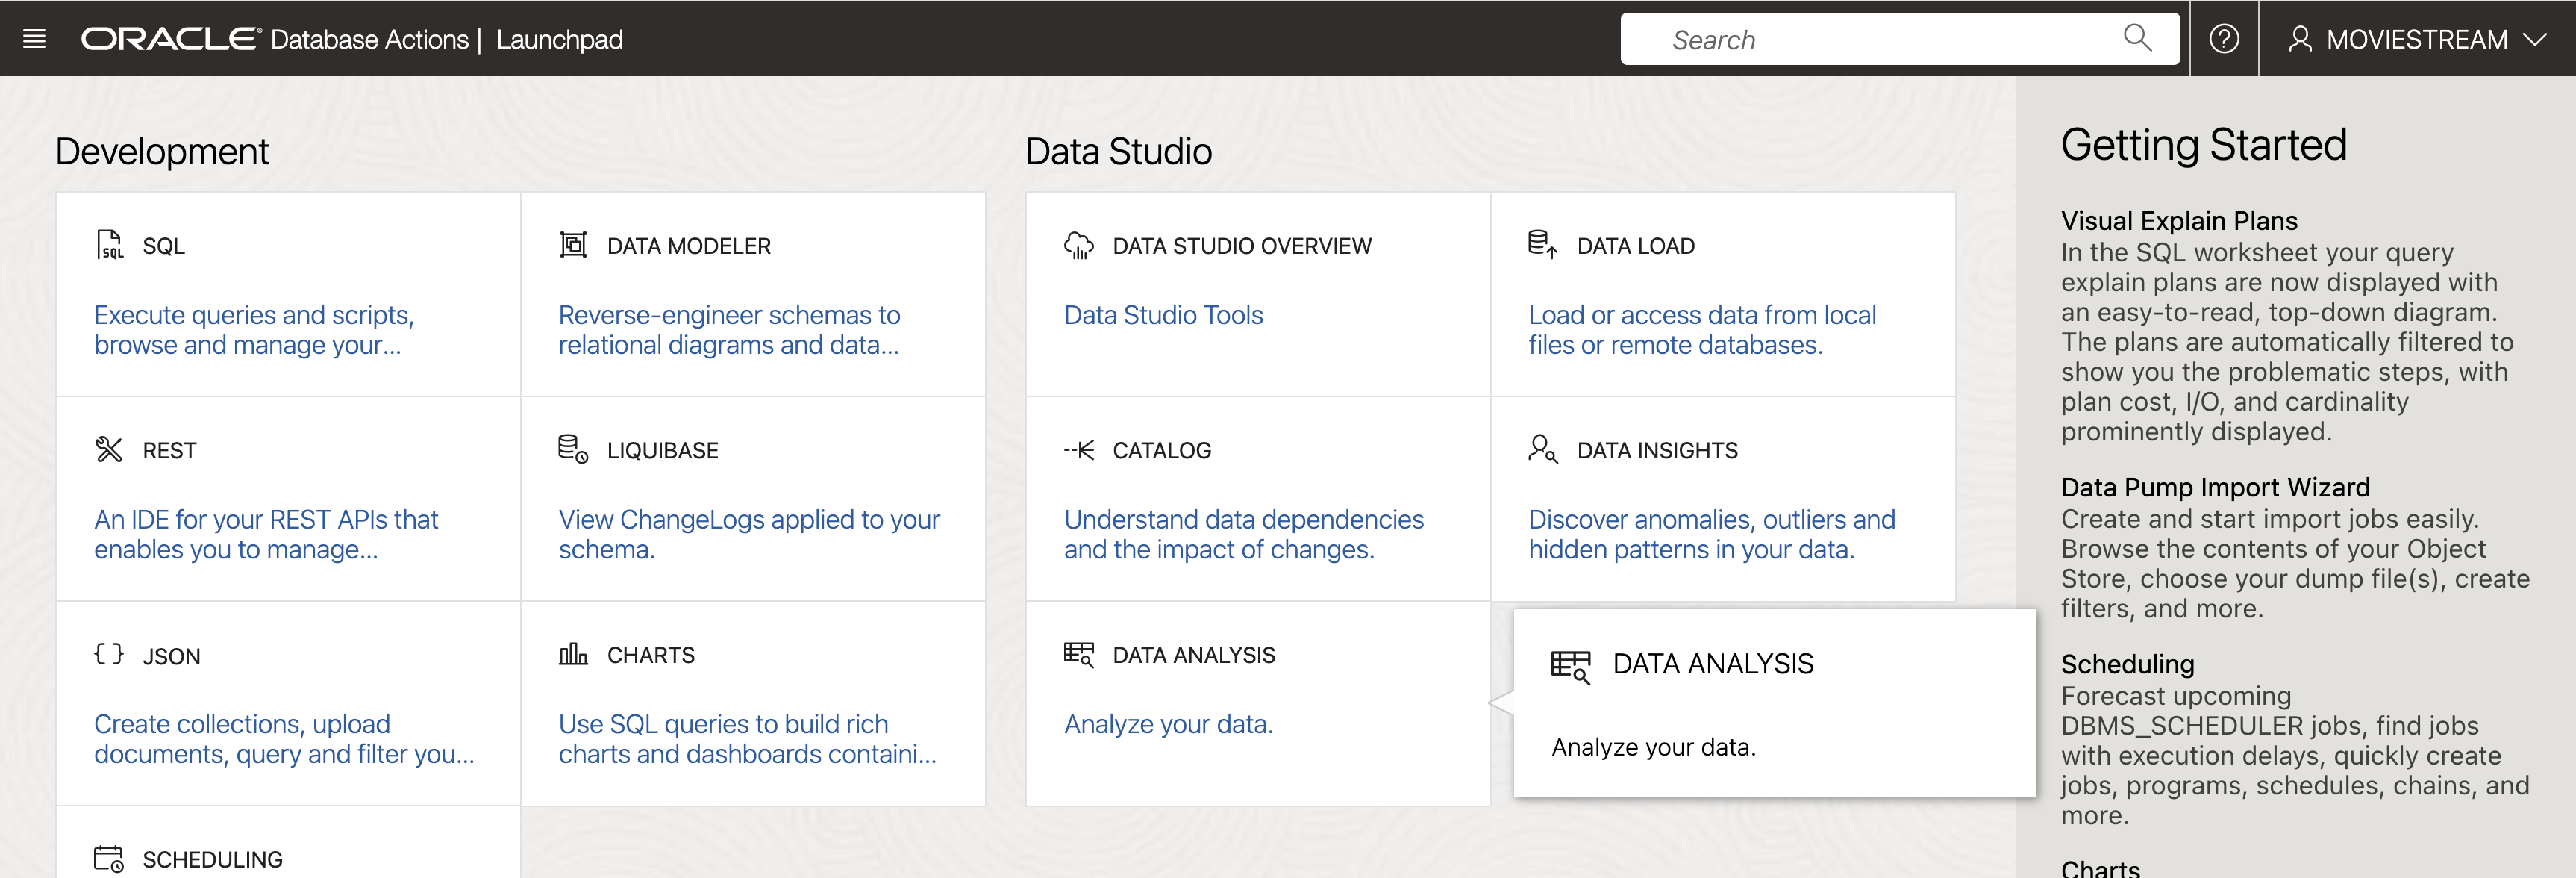 ORACLE® Database Actions | Launchpad
Search
MOVIESTREAM
Development
SQL
Execute queries and scripts,
browse and manage your...
DATA MODELER
Reverse-engineer schemas to
relational diagrams and data...
REST
An IDE for your REST APIs that
enables you to manage...
LIQUIBASE
View ChangeLogs applied to your
schema.
JSON
Create collections, upload
documents, query and filter you...
CHARTS
Use SQL queries to build rich
charts and dashboards containi...
SCHEDULING
Data Studio
DATA STUDIO OVERVIEW
Data Studio Tools
DATA LOAD
Load or access data from local
files or remote databases.
CATALOG
Understand data dependencies
and the impact of changes.
DATA INSIGHTS
Discover anomalies, outliers and
hidden patterns in your data.
DATA ANALYSIS
Analyze your data.
DATA ANALYSIS
Analyze your data.
Getting Started
Visual Explain Plans
In the SQL worksheet your query
explain plans are now displayed with
an easy-to-read, top-down diagram.
The plans are automatically filtered to
show you the problematic steps, with
plan cost, I/O, and cardinality
prominently displayed.
Data Pump Import Wizard
Create and start import jobs easily.
Browse the contents of your Object
Store, choose your dump file(s), create
filters, and more.
Scheduling
Forecast upcoming
DBMS_SCHEDULER jobs, find jobs
with execution delays, quickly create
jobs, programs, schedules, chains, and
more.
Charts